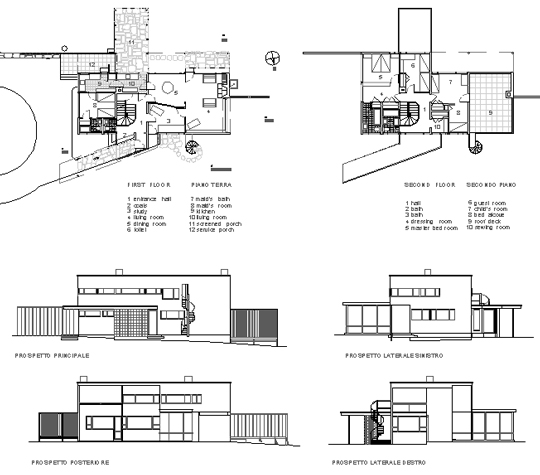 FIRST FLOOR PIANO TERRA
1 entrance hall 7 maid's bath
2 coats 8 maid's room
3 study 9 kitchen
4 living room 10 living room
5 dining room 11 screened porch
6 toilet 12 service porch
SECOND FLOOR SECONDO PIANO
1 hall 6 guest room
2 bath 7 child's room
3 bath 8 bed alcove
4 dressing room 9 roof deck
5 master bed room 10 sewing room
PROSPETTO PRINCIPALE
PROSPETTO LATERALE SINISTRO
PROSPETTO POSTERIORE
PROSPETTO LATERALE DESTRO